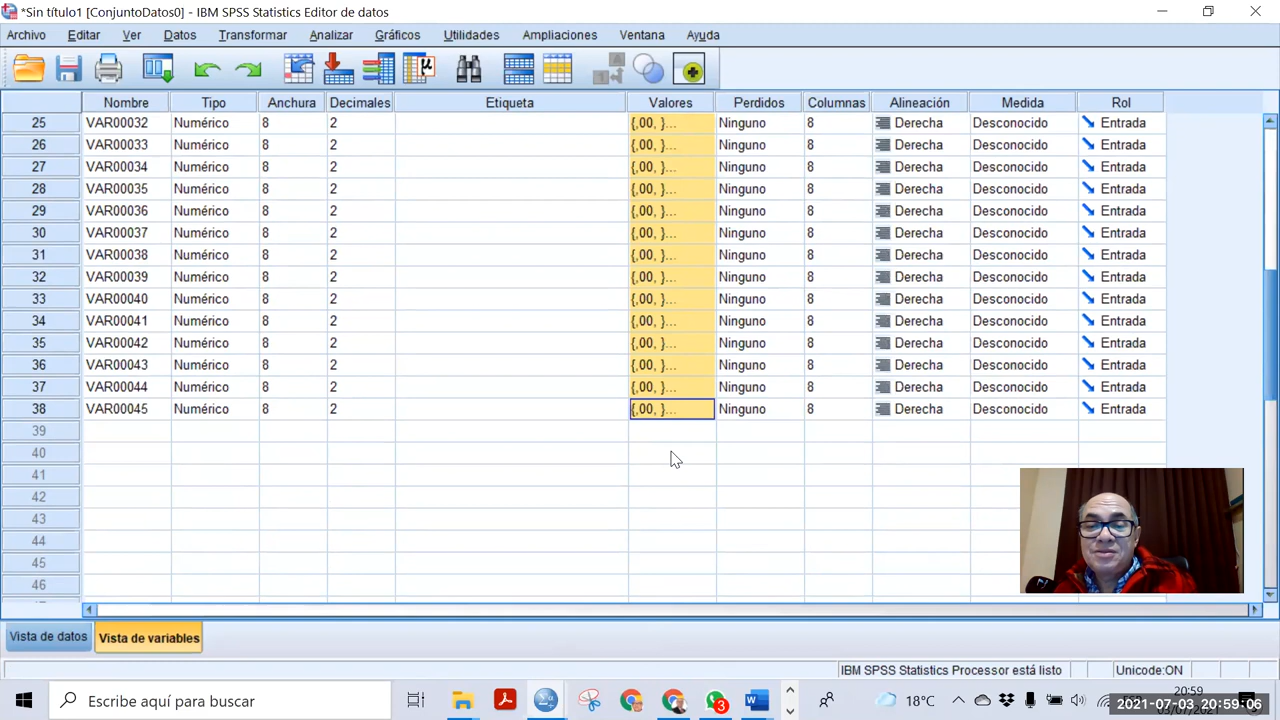 *Sin título1 [ConjuntoDatos0] - IBM SPSS Statistics Editor de datos
Archivo Editar Ver Datos Transformar Analizar Gráficos Utilidades Ampliaciones Ventana Ayuda
Nombre Tipo Anchura Decimales Etiqueta Valores Perdidos Columnas Alineación Medida Rol
25 VAR00032 Numérico 8 2 {,00, }... Ninguno 8 Derecha Desconocido Entrada
26 VAR00033 Numérico 8 2 {,00, }... Ninguno 8 Derecha Desconocido Entrada
27 VAR00034 Numérico 8 2 {,00, }... Ninguno 8 Derecha Desconocido Entrada
28 VAR00035 Numérico 8 2 {,00, }... Ninguno 8 Derecha Desconocido Entrada
29 VAR00036 Numérico 8 2 {,00, }... Ninguno 8 Derecha Desconocido Entrada
30 VAR00037 Numérico 8 2 {,00, }... Ninguno 8 Derecha Desconocido Entrada
31 VAR00038 Numérico 8 2 {,00, }... Ninguno 8 Derecha Desconocido Entrada
32 VAR00039 Numérico 8 2 {,00, }... Ninguno 8 Derecha Desconocido Entrada
33 VAR00040 Numérico 8 2 {,00, }... Ninguno 8 Derecha Desconocido Entrada
34 VAR00041 Numérico 8 2 {,00, }... Ninguno 8 Derecha Desconocido Entrada
35 VAR00042 Numérico 8 2 {,00, }... Ninguno 8 Derecha Desconocido Entrada
36 VAR00043 Numérico 8 2 {,00, }... Ninguno 8 Derecha Desconocido Entrada
37 VAR00044 Numérico 8 2 {,00, }... Ninguno 8 Derecha Desconocido Entrada
38 VAR00045 Numérico 8 2 {,00, }... Ninguno 8 Derecha Desconocido Entrada
39
40
41
42
43
44
45
46
Vista de datos Vista de variables
IBM SPSS Statistics Processor está listo Unicode:ON
Escribe aquí para buscar 3 18°C 20:59
2021-07-03 20:59:06